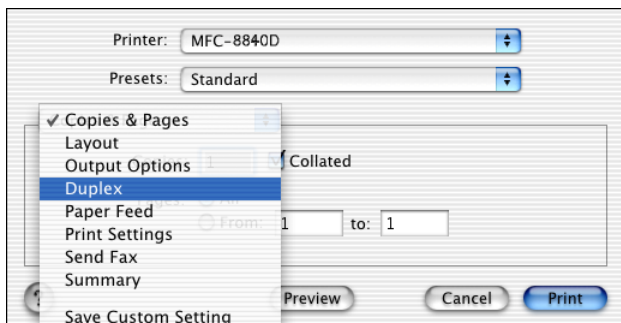 Printer: MFC-8840D
Presets: Standard
✓ Copies & Pages
Layout
Output Options 1 Collated
Duplex
Paper Feed
From: 1 to: 1
Print Settings
Send Fax
Summary
? Preview Cancel Print
Save Custom Setting